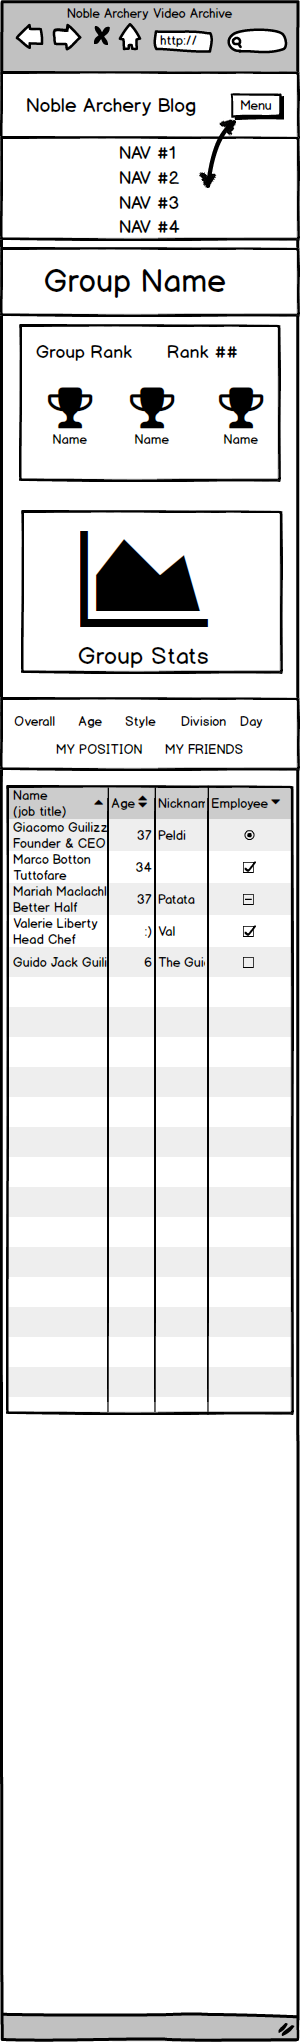 Noble Archery Video Archive
http://
Noble Archery Blog
Menu
NAV #1
NAV #2
NAV #3
NAV #4
Group Name
Group Rank Rank ##
Name Name Name
Group Stats
Overall Age Style Division Day
MY POSITION MY FRIENDS
Name
(job title) Age Nicknam Employee
Giacomo Guilizz
Founder & CEO 37 Peldi
Marco Botton
Tuttofare 34
Mariah Maclachl
Better Half 37 Patata
Valerie Liberty
Head Chef :) Val
Guido Jack Guili 6 The Gui